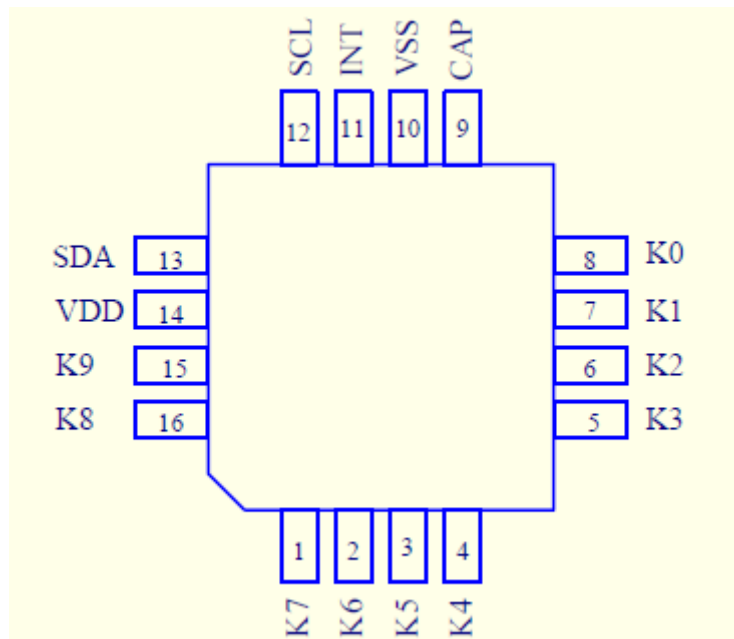 SCL INT VSS CAP
12 11 10 9
SDA 13 8 K0
VDD 14 7 K1
K9 15 6 K2
K8 16 5 K3
1 2 3 4
K7 K6 K5 K4